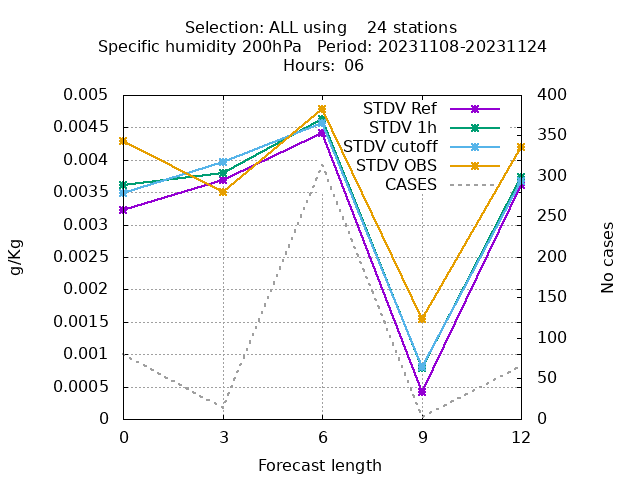 Selection: ALL using    24 stations
Specific humidity 200hPa   Period: 20231108-20231124
Hours: 06
0.005
0.0045
0.004
0.0035
0.003
0.0025
0.002
0.0015
0.001
0.0005
0
g/Kg
STDV Ref
STDV 1h
STDV cutoff
STDV OBS
CASES
400
350
300
250
200
150
100
50
0
No cases
0 3 6 9 12
Forecast length